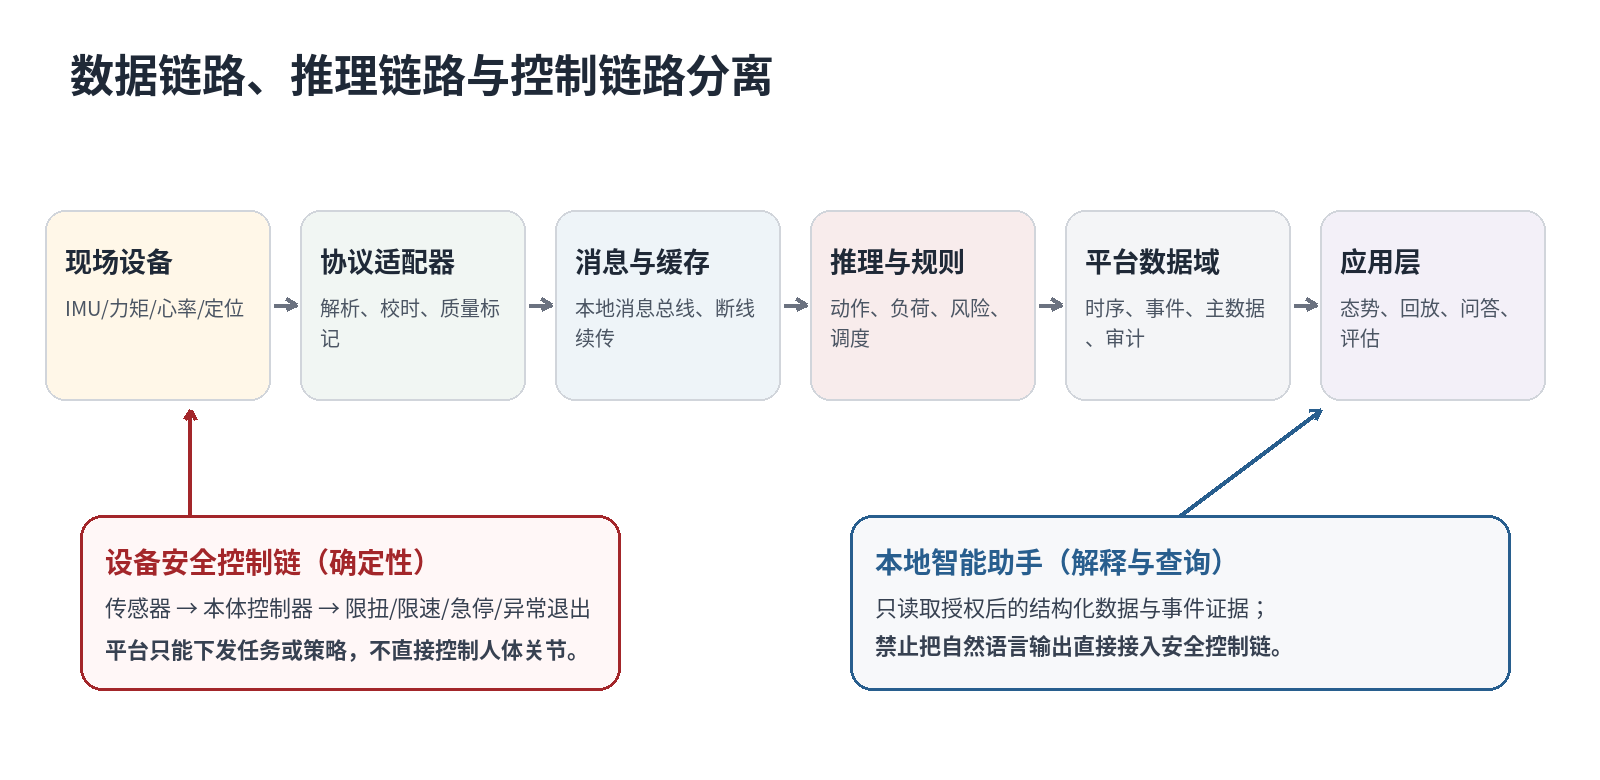 数据链路、推理链路与控制链路分离
现场设备
IMU/力矩/心率/定位
协议适配器
解析、校时、质量标
记
消息与缓存
本地消息总线、断线
续传
推理与规则
动作、负荷、风险、
调度
平台数据域
时序、事件、主数据
、审计
应用层
态势、回放、问答、
评估
设备安全控制链（确定性）
传感器 → 本体控制器 → 限扭/限速/急停/异常退出
平台只能下发任务或策略，不直接控制人体关节。
本地智能助手（解释与查询）
只读取授权后的结构化数据与事件证据；
禁止把自然语言输出直接接入安全控制链。